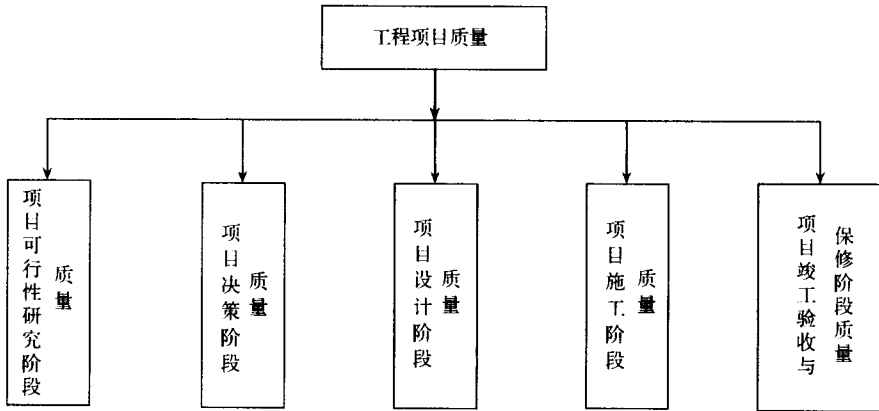 工程项目质量
项目可行性研究阶段
质量
项目决策阶段
质量
项目设计阶段
质量
项目施工阶段
质量
项目竣工验收与
保修阶段质量